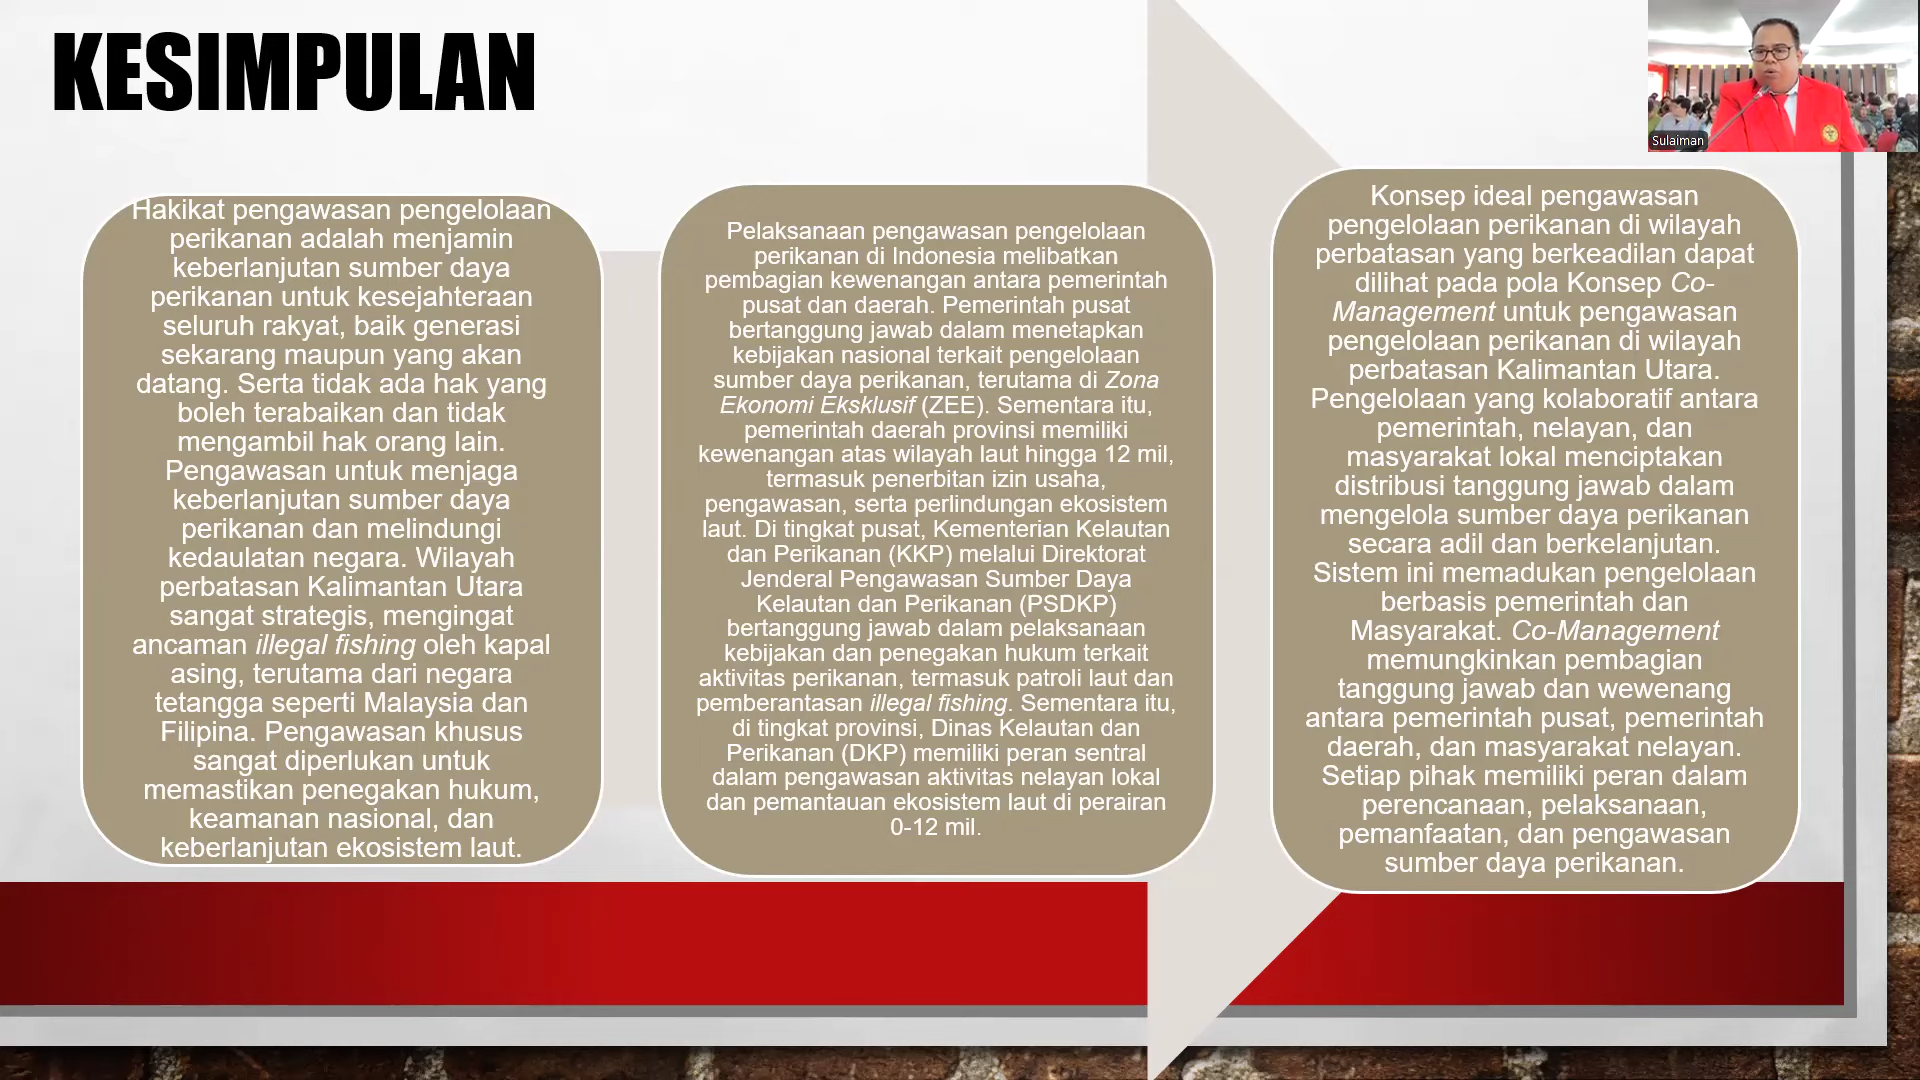 KESIMPULAN
Sulaiman
Hakikat pengawasan pengelolaan
perikanan adalah menjamin
keberlanjutan sumber daya
perikanan untuk kesejahteraan
seluruh rakyat, baik generasi
sekarang maupun yang akan
datang. Serta tidak ada hak yang
boleh terabaikan dan tidak
mengambil hak orang lain.
Pengawasan untuk menjaga
keberlanjutan sumber daya
perikanan dan melindungi
kedaulatan negara. Wilayah
perbatasan Kalimantan Utara
sangat strategis, mengingat
ancaman illegal fishing oleh kapal
asing, terutama dari negara
tetangga seperti Malaysia dan
Filipina. Pengawasan khusus
sangat diperlukan untuk
memastikan penegakan hukum,
keamanan nasional, dan
keberlanjutan ekosistem laut.
Pelaksanaan pengawasan pengelolaan
perikanan di Indonesia melibatkan
pembagian kewenangan antara pemerintah
pusat dan daerah. Pemerintah pusat
bertanggung jawab dalam menetapkan
kebijakan nasional terkait pengelolaan
sumber daya perikanan, terutama di Zona
Ekonomi Eksklusif (ZEE). Sementara itu,
pemerintah daerah provinsi memiliki
kewenangan atas wilayah laut hingga 12 mil,
termasuk penerbitan izin usaha,
pengawasan, serta perlindungan ekosistem
laut. Di tingkat pusat, Kementerian Kelautan
dan Perikanan (KKP) melalui Direktorat
Jenderal Pengawasan Sumber Daya
Kelautan dan Perikanan (PSDKP)
bertanggung jawab dalam pelaksanaan
kebijakan dan penegakan hukum terkait
aktivitas perikanan, termasuk patroli laut dan
pemberantasan illegal fishing. Sementara itu,
di tingkat provinsi, Dinas Kelautan dan
Perikanan (DKP) memiliki peran sentral
dalam pengawasan aktivitas nelayan lokal
dan pemantauan ekosistem laut di perairan
0-12 mil.
Konsep ideal pengawasan
pengelolaan perikanan di wilayah
perbatasan yang berkeadilan dapat
dilihat pada pola Konsep Co-
Management untuk pengawasan
pengelolaan perikanan di wilayah
perbatasan Kalimantan Utara.
Pengelolaan yang kolaboratif antara
pemerintah, nelayan, dan
masyarakat lokal menciptakan
distribusi tanggung jawab dalam
mengelola sumber daya perikanan
secara adil dan berkelanjutan.
Sistem ini memadukan pengelolaan
berbasis pemerintah dan
Masyarakat. Co-Management
memungkinkan pembagian
tanggung jawab dan wewenang
antara pemerintah pusat, pemerintah
daerah, dan masyarakat nelayan.
Setiap pihak memiliki peran dalam
perencanaan, pelaksanaan,
pemanfaatan, dan pengawasan
sumber daya perikanan.